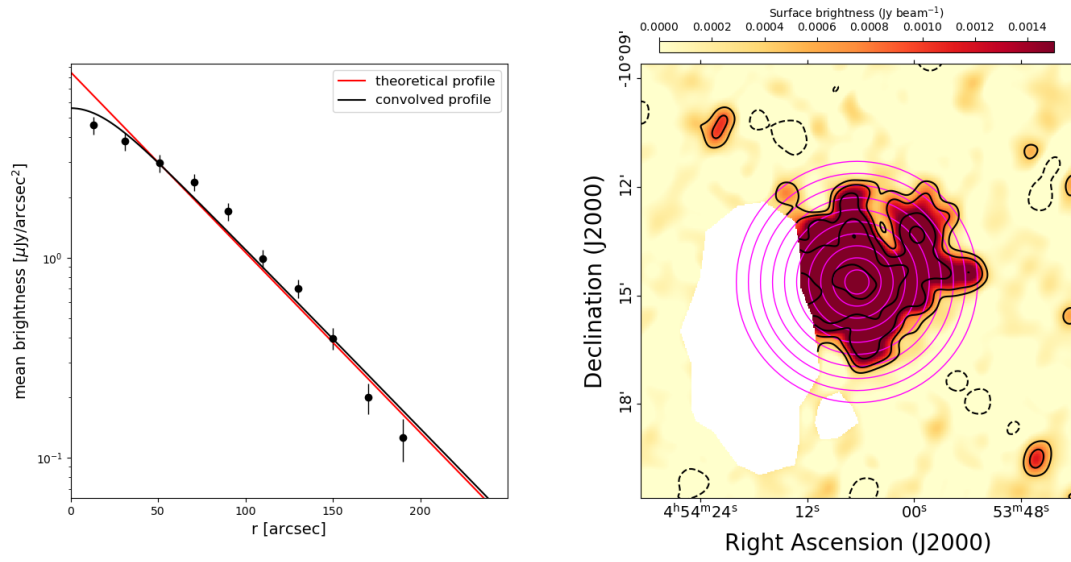 theoretical profile
convolved profile
mean brightness [μJy/arcsec²]
10⁰
10⁻¹
0
50
100
150
200
r [arcsec]
Surface brightness (Jy beam⁻¹)
0.0000 0.0002 0.0004 0.0006 0.0008 0.0010 0.0012 0.0014
Declination (J2000)
-10°09'
12'
15'
18'
4ʰ54ᵐ24ˢ 12ˢ 00ˢ 53ᵐ48ˢ
Right Ascension (J2000)